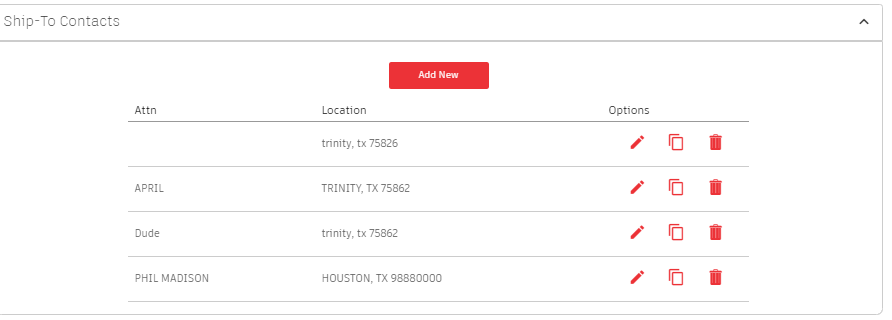 Ship-To Contacts
Add New
Attn Location Options
trinity, tx 75826
APRIL TRINITY, TX 75862
Dude trinity, tx 75862
PHIL MADISON HOUSTON, TX 98880000